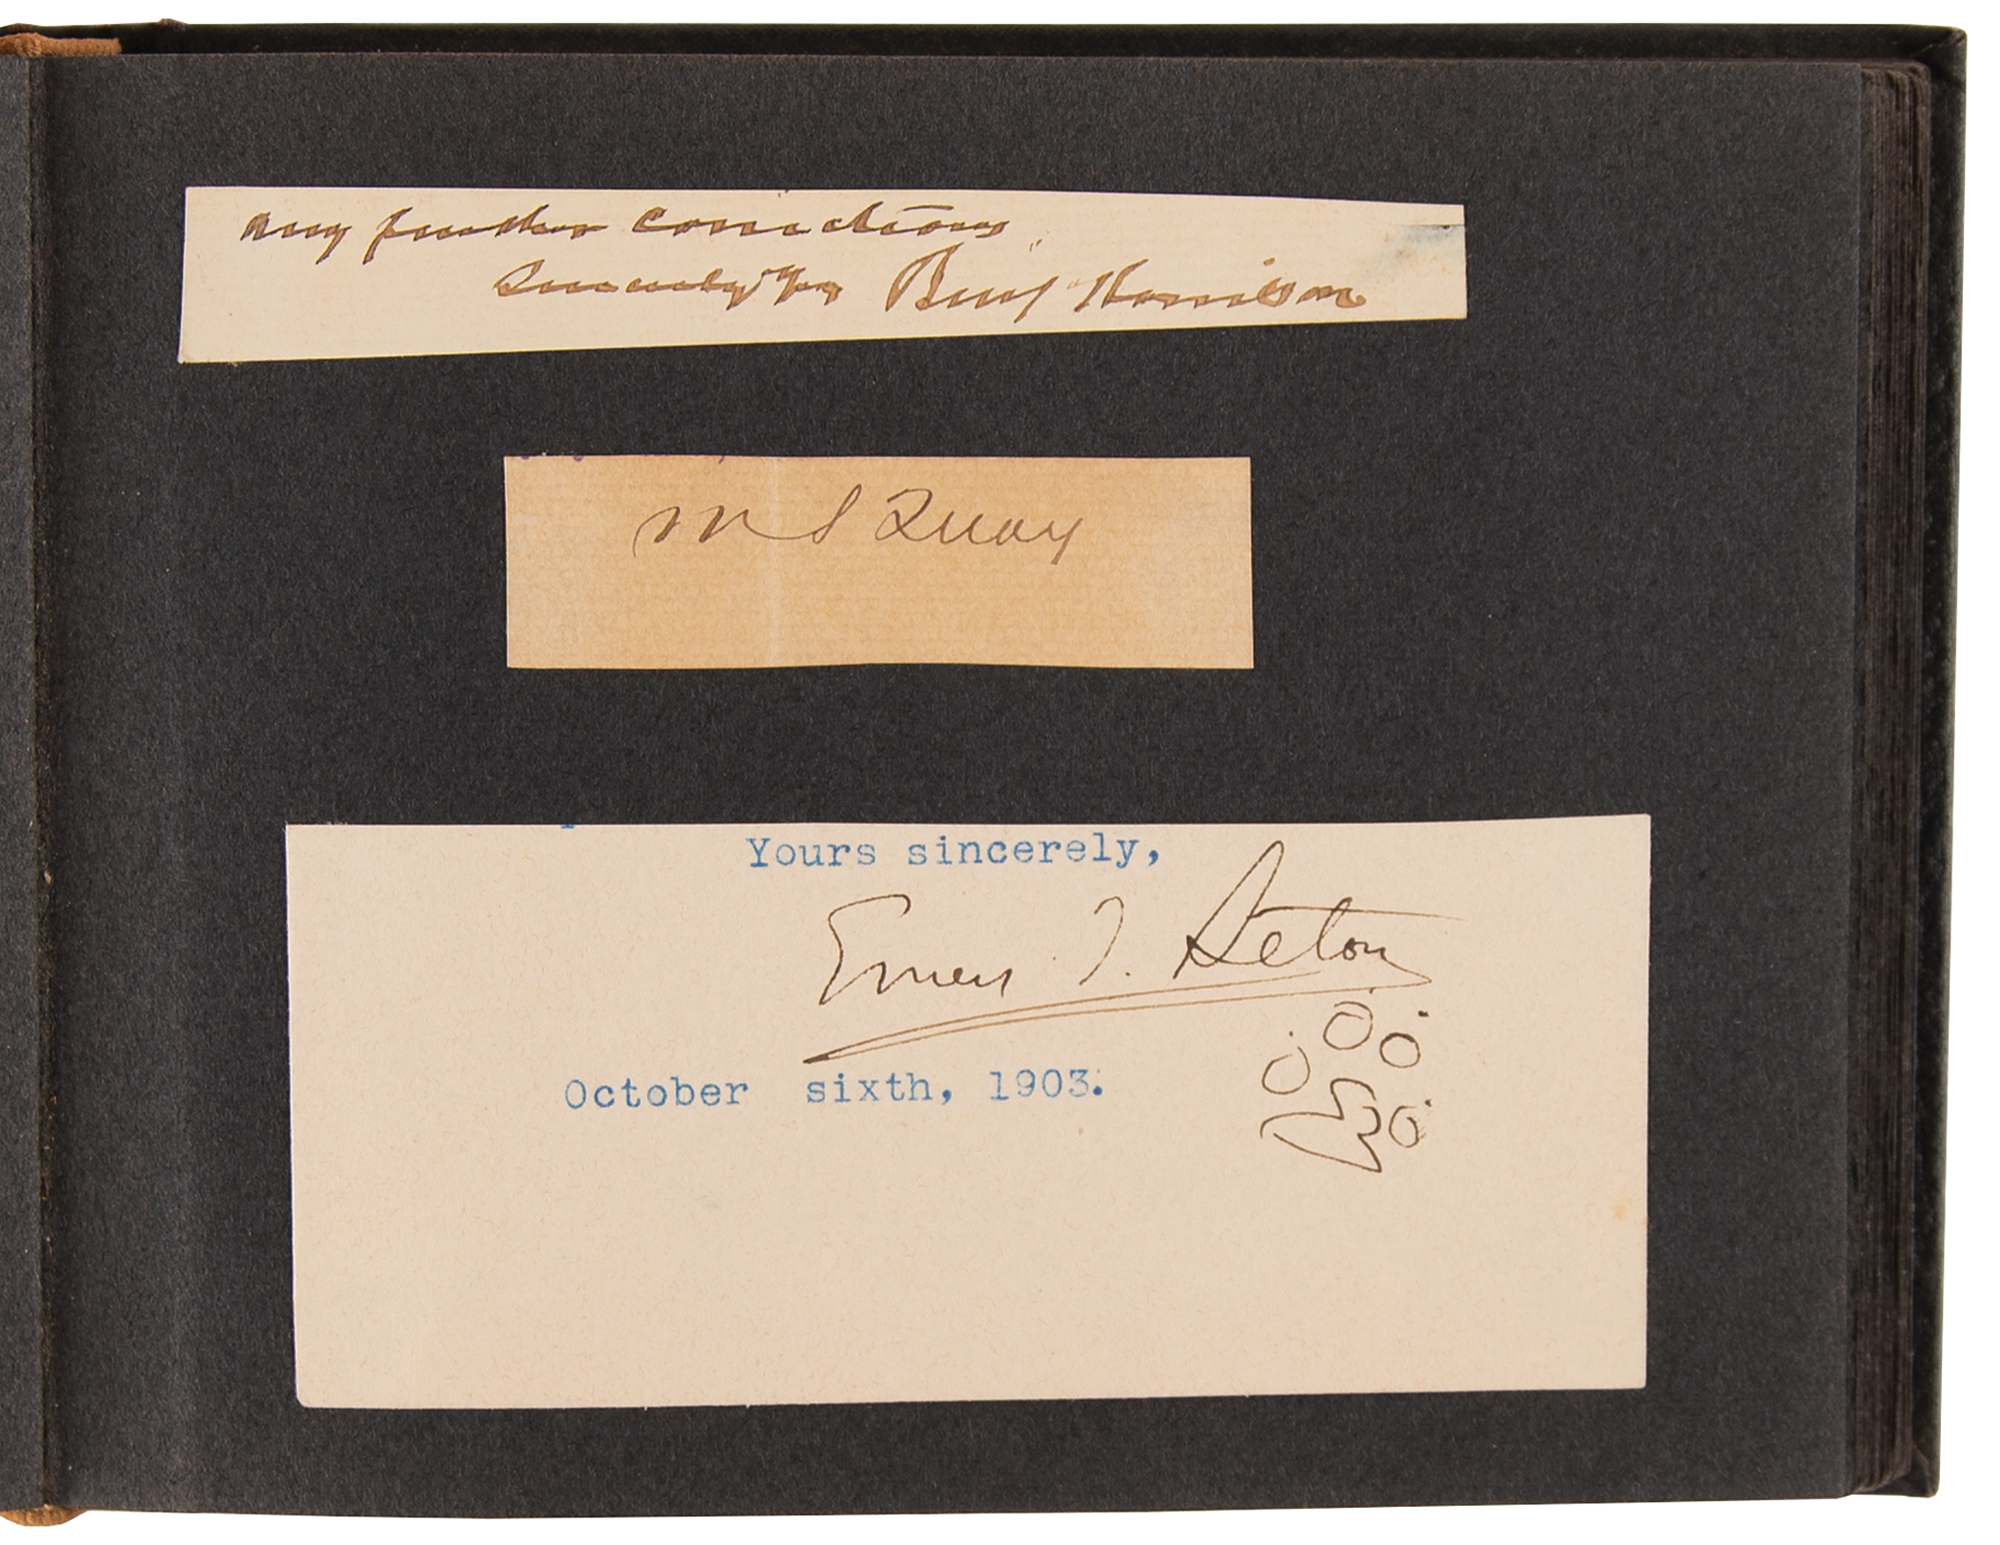 any further corrections
Sincerely Yrs Benj Harrison
M S Quay
Yours sincerely,
Ernest T. Seton
October sixth, 1903.